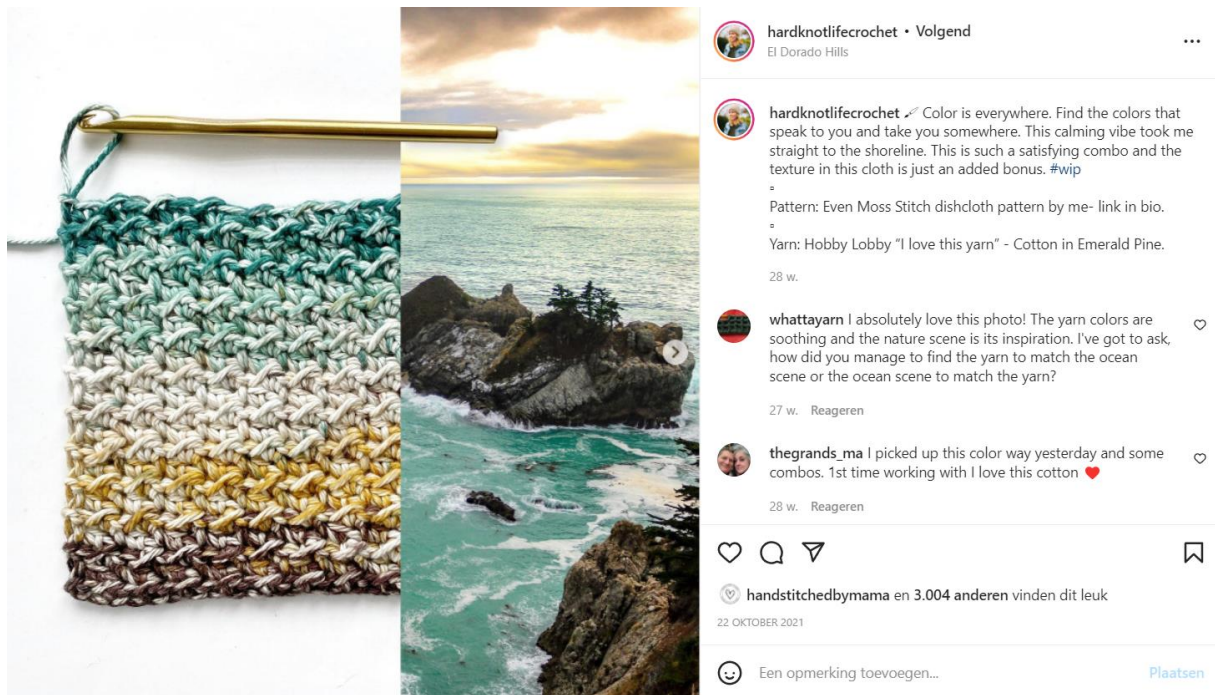 hardknotlifecrochet • Volgend
El Dorado Hills
hardknotlifecrochet 🪡 Color is everywhere. Find the colors that
speak to you and take you somewhere. This calming vibe took me
straight to the shoreline. This is such a satisfying combo and the
texture in this cloth is just an added bonus. #wip
▫
Pattern: Even Moss Stitch dishcloth pattern by me- link in bio.
▫
Yarn: Hobby Lobby “I love this yarn” - Cotton in Emerald Pine.
28 w.
whattayarn I absolutely love this photo! The yarn colors are
soothing and the nature scene is its inspiration. I've got to ask,
how did you manage to find the yarn to match the ocean
scene or the ocean scene to match the yarn?
27 w. Reageren
thegrands_ma I picked up this color way yesterday and some
combos. 1st time working with I love this cotton ♥
28 w. Reageren
handstitchedbymama en 3.004 anderen vinden dit leuk
22 OKTOBER 2021
Een opmerking toevoegen...
Plaatsen